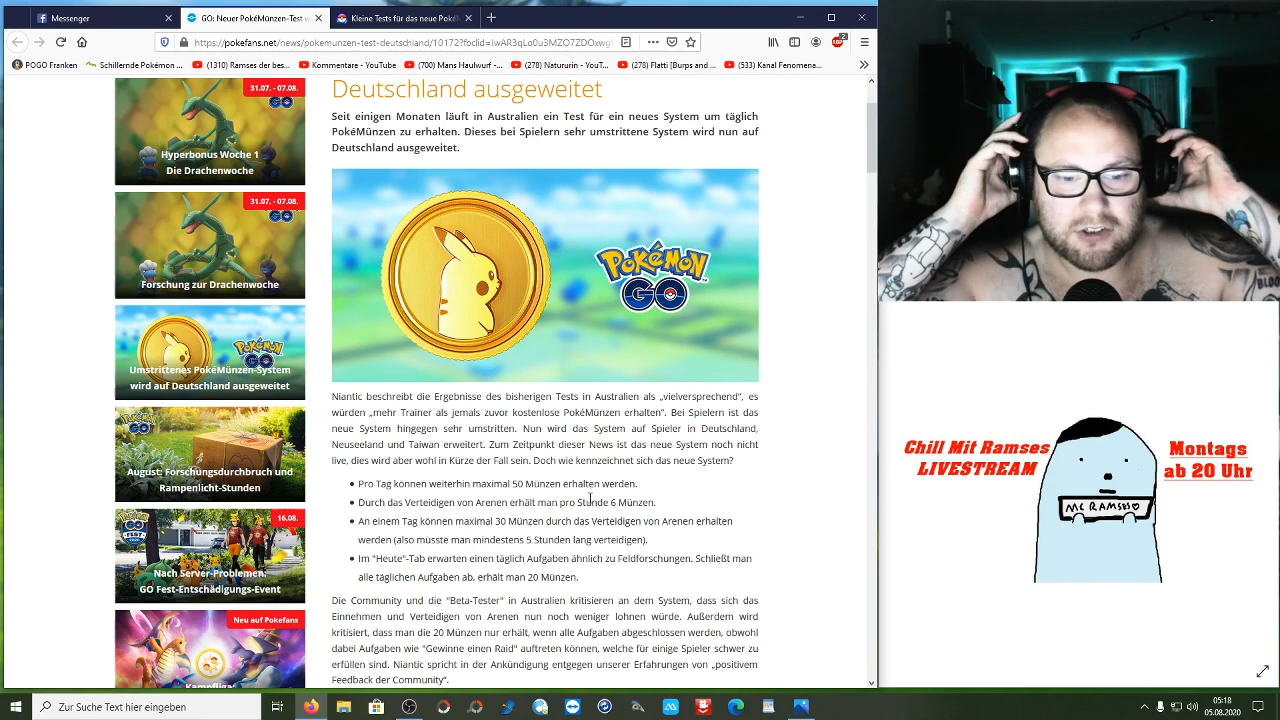 Messenger
GO: Neuer PokéMünzen-Test w
Kleine Tests für das neue Poké
https://pokefans.net/news/pokemunzen-test-deutschland/10172?fbclid=IwAR3qLo0u3MZO7ZDOxwg
2
POGO Franken
Schillernde Pokémon ...
(1310) Ramses der bes...
Kommentare - YouTube
(700) Mans Haulwurf - ...
(278) Natururin - YouT...
(278) Flatti [Burps and ...
(533) Kanal Fenomena...
Deutschland ausgeweitet
Seit einigen Monaten läuft in Australien ein Test für ein neues System um täglich
PokéMünzen zu erhalten. Dieses bei Spielern sehr umstrittene System wird nun auf
Deutschland ausgeweitet.
31.07. - 07.08.
GO
Hyperbonus Woche 1
Die Drachenwoche
31.07. - 07.08.
GO
Forschung zur Drachenwoche
Pokémon
GO
Umstrittenes PokéMünzen-System
wird auf Deutschland ausgeweitet
GO
August: Forschungsdurchbruch und
Rampenlicht-Stunden
16.08.
Nach Server-Problemen:
GO Fest-Entschädigungs-Event
Neu auf Pokefans
Kampfliga:
Pokémon
GO
Niantic beschreibt die Ergebnisse des bisherigen Tests in Australien als „vielversprechend“, es
würden „mehr Trainer als jemals zuvor kostenlose PokéMünzen erhalten“. Bei Spielern ist das
neue System hingegen sehr umstritten. Nun wird das System auf Spieler in Deutschland,
Neuseeland und Taiwan erweitert. Zum Zeitpunkt dieser News ist das neue System noch nicht
live, dies wird aber wohl in Kürze der Fall sein. Doch wie kennzeichnet sich das neue System?
Pro Tag können weiterhin maximal 50 Münzen erhalten werden.
Durch das Verteidigen von Arenen erhält man pro Stunde 6 Münzen.
An einem Tag können maximal 30 Münzen durch das Verteidigen von Arenen erhalten
werden (also müsste man mindestens 5 Stunden lang verteidigen).
Im "Heute"-Tab erwarten einen täglich Aufgaben ähnlich zu Feldforschungen. Schließt man
alle täglichen Aufgaben ab, erhält man 20 Münzen.
Die Community und die "Beta-Tester" in Australien kritisieren an dem System, dass sich das
Einnehmen und Verteidigen von Arenen nun noch weniger lohnen würde. Außerdem wird
kritisiert, dass man die 20 Münzen nur erhält, wenn alle Aufgaben abgeschlossen werden, obwohl
dabei Aufgaben wie "Gewinne einen Raid" auftreten können, welche für einige Spieler schwer zu
erfüllen sind. Niantic spricht in der Ankündigung entgegen unserer Erfahrungen von „positivem
Feedback der Community“.
Chill Mit Ramses
LIVESTREAM
Montags
ab 20 Uhr
MC RAMSES
Zur Suche Text hier eingeben
05:18
05.08.2020